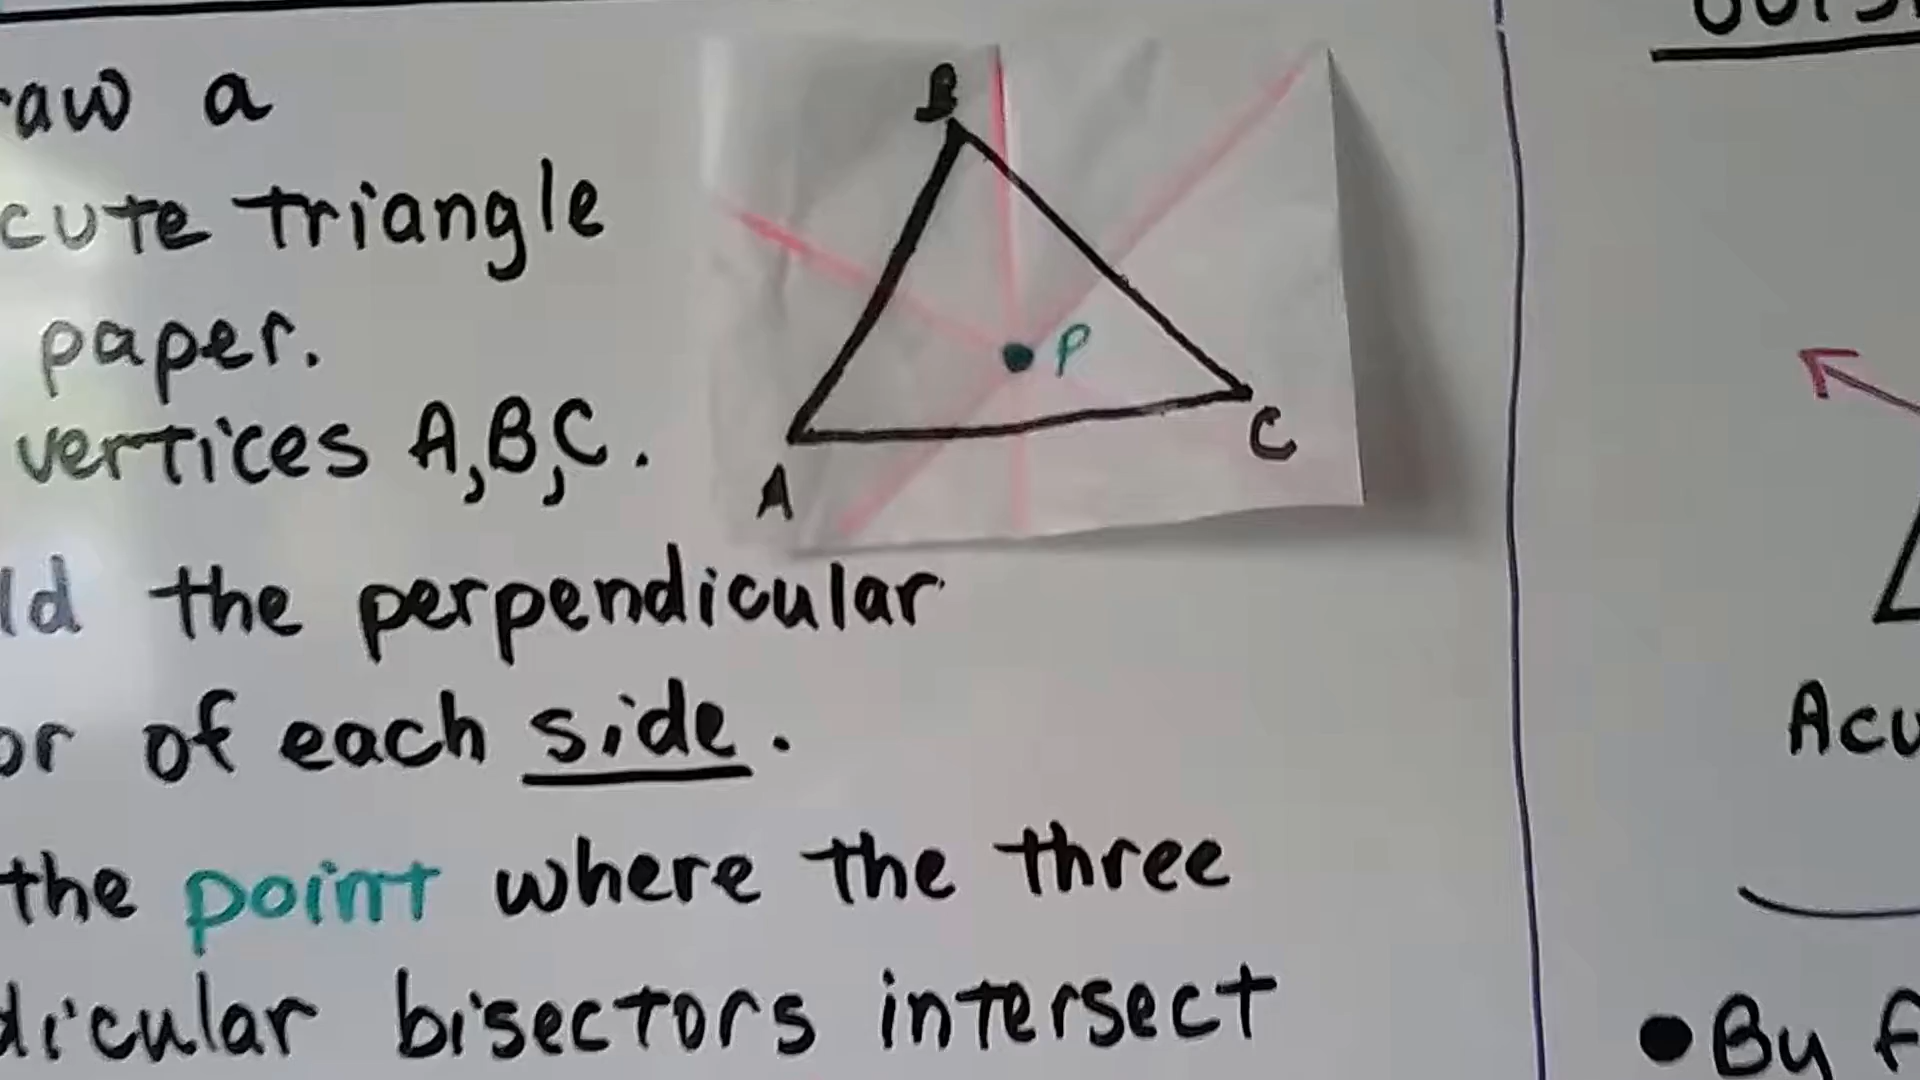 raw a
cute triangle
paper.
vertices A,B,C.
B
P
C
A
ld the perpendicular
or of each side.
the point where the three
dicular bisectors intersect
Acu
• By f